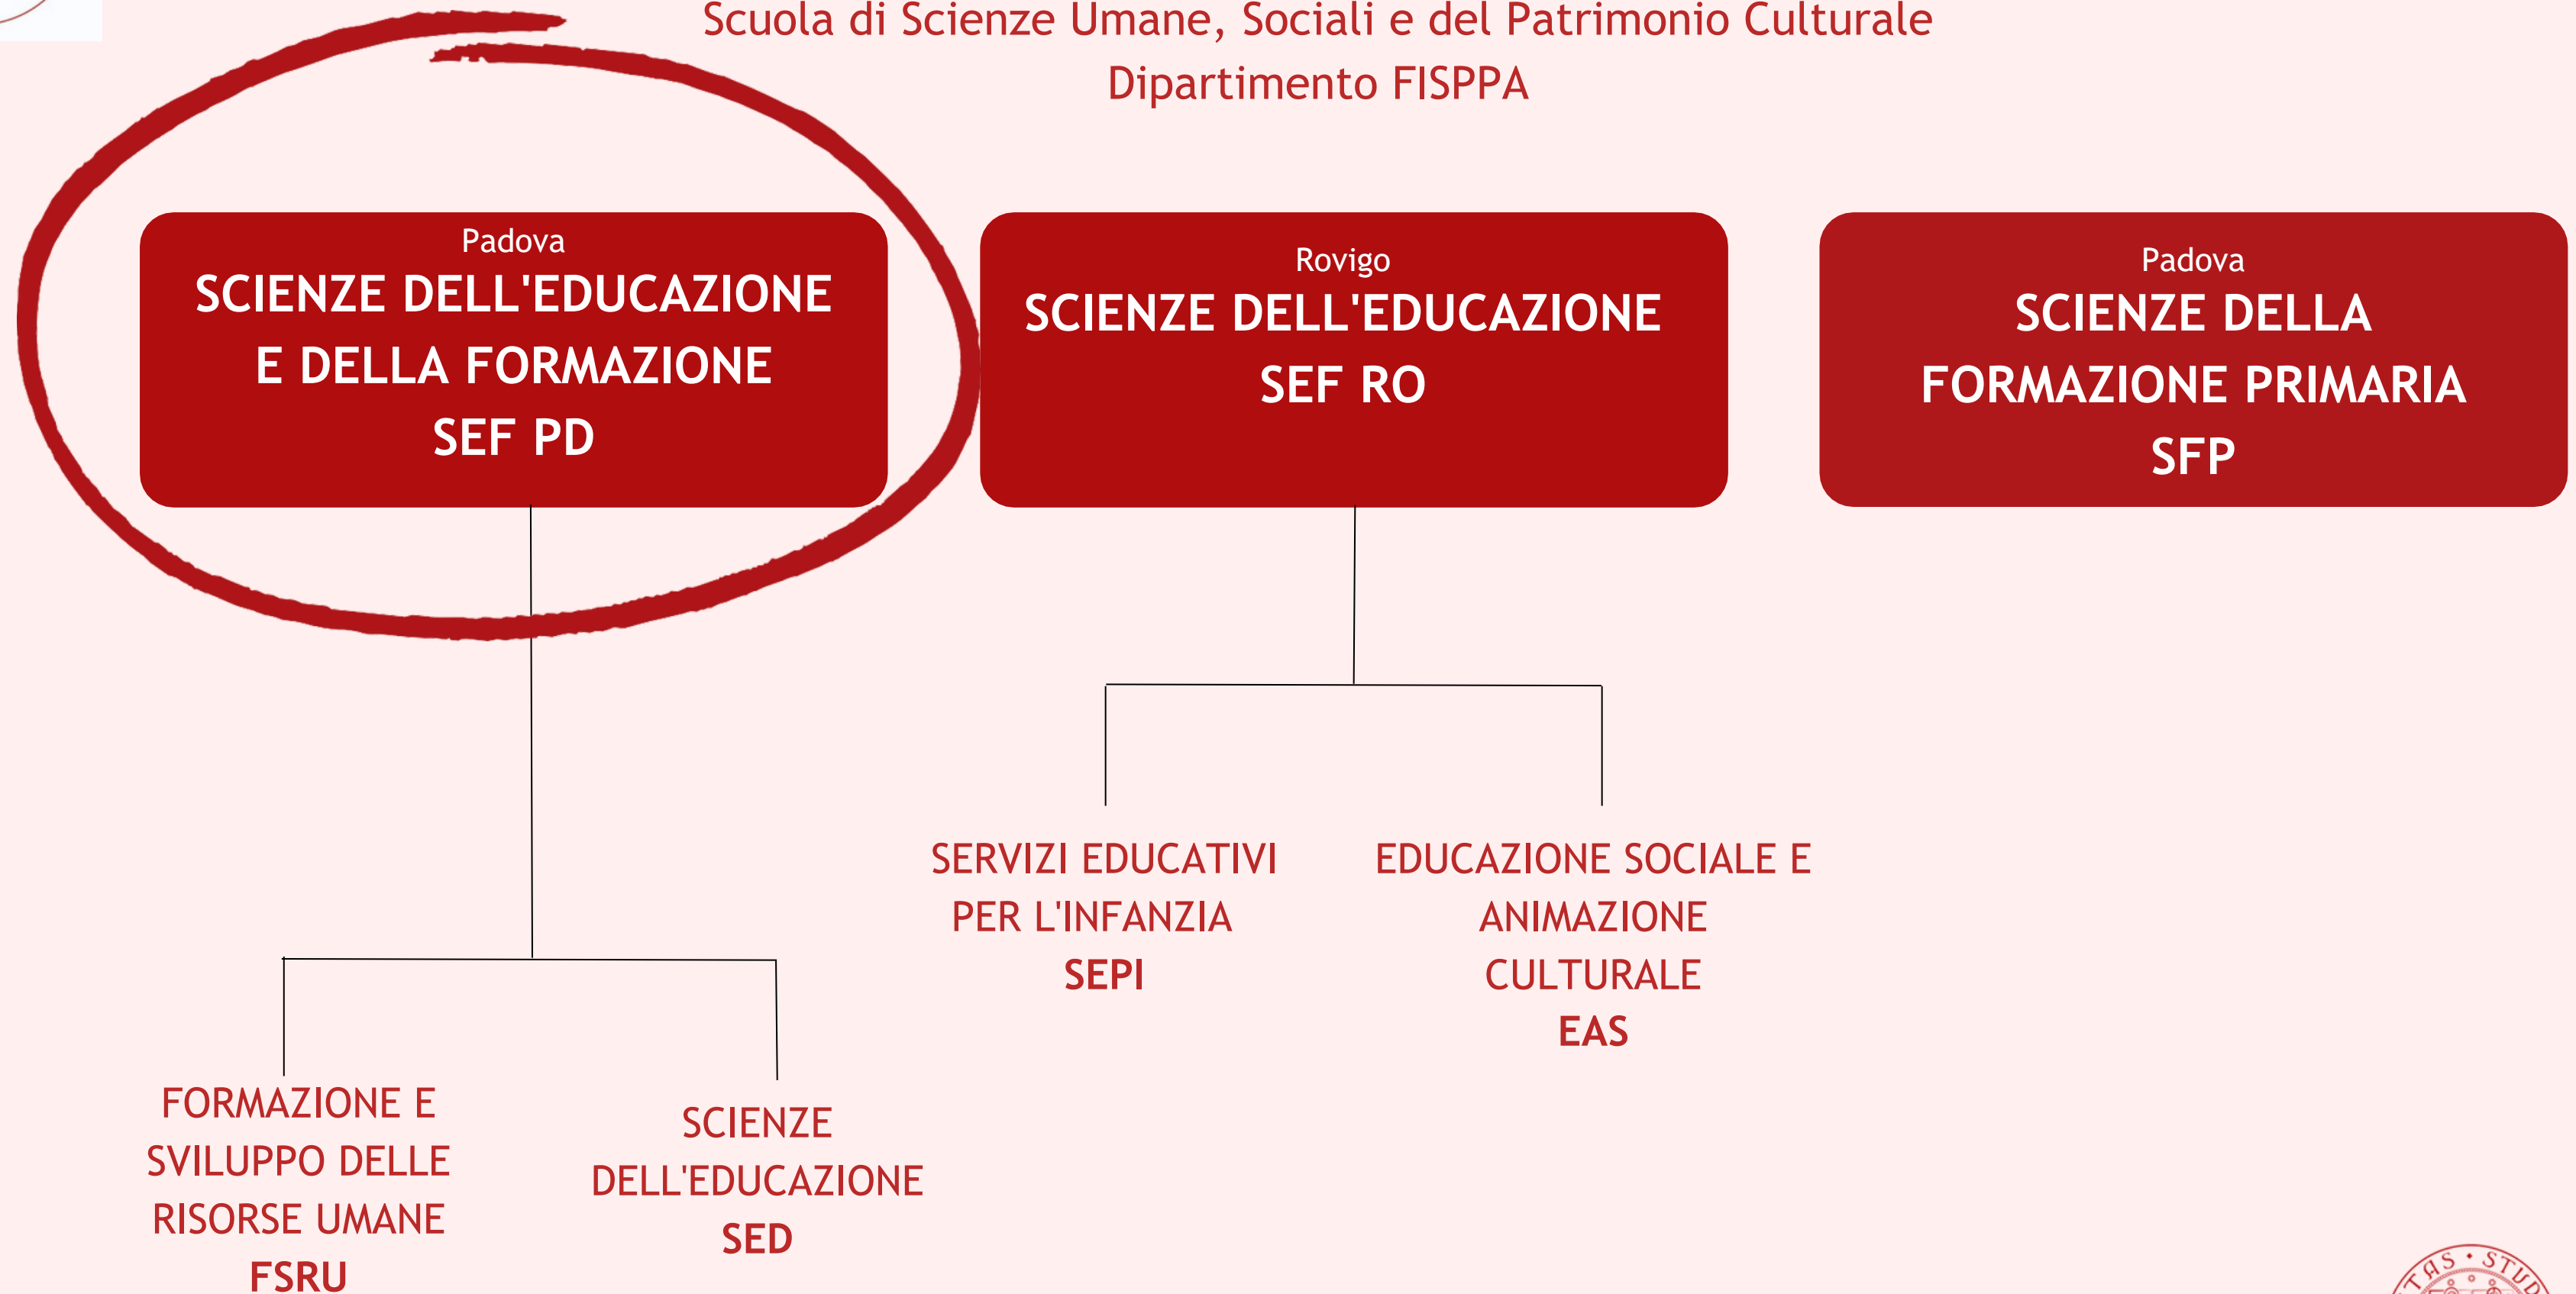 Scuola di Scienze Umane, Sociali e del Patrimonio Culturale
Dipartimento FISPPA
Padova
SCIENZE DELL'EDUCAZIONE
E DELLA FORMAZIONE
SEF PD
Rovigo
SCIENZE DELL'EDUCAZIONE
SEF RO
Padova
SCIENZE DELLA
FORMAZIONE PRIMARIA
SFP
SERVIZI EDUCATIVI
PER L'INFANZIA
SEPI
EDUCAZIONE SOCIALE E
ANIMAZIONE
CULTURALE
EAS
FORMAZIONE E
SVILUPPO DELLE
RISORSE UMANE
FSRU
SCIENZE
DELL'EDUCAZIONE
SED